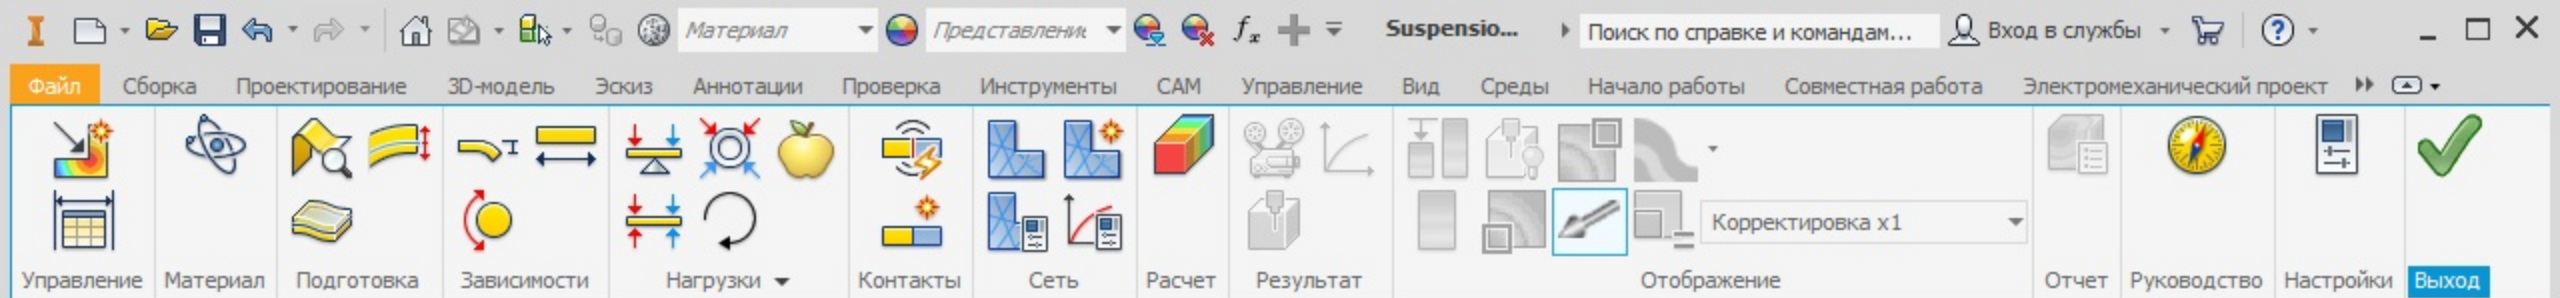 Материал Представление Suspensio... Поиск по справке и командам... Вход в службы
Файл Сборка Проектирование 3D-модель Эскиз Аннотации Проверка Инструменты CAM Управление Вид Среды Начало работы Совместная работа Электромеханический проект
Корректировка x1
Управление Материал Подготовка Зависимости Нагрузки Контакты Сеть Расчет Результат Отображение Отчет Руководство Настройки Выход